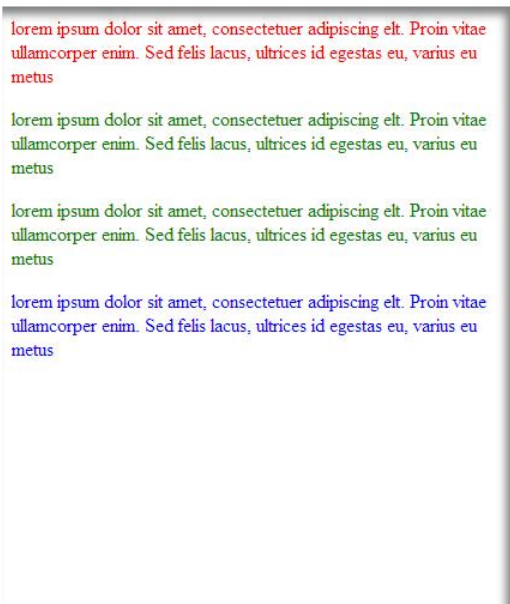 lorem ipsum dolor sit amet, consectetuer adipiscing elt. Proin vitae
ullamcorper enim. Sed felis lacus, ultrices id egestas eu, varius eu
metus
lorem ipsum dolor sit amet, consectetuer adipiscing elt. Proin vitae
ullamcorper enim. Sed felis lacus, ultrices id egestas eu, varius eu
metus
lorem ipsum dolor sit amet, consectetuer adipiscing elt. Proin vitae
ullamcorper enim. Sed felis lacus, ultrices id egestas eu, varius eu
metus
lorem ipsum dolor sit amet, consectetuer adipiscing elt. Proin vitae
ullamcorper enim. Sed felis lacus, ultrices id egestas eu, varius eu
metus